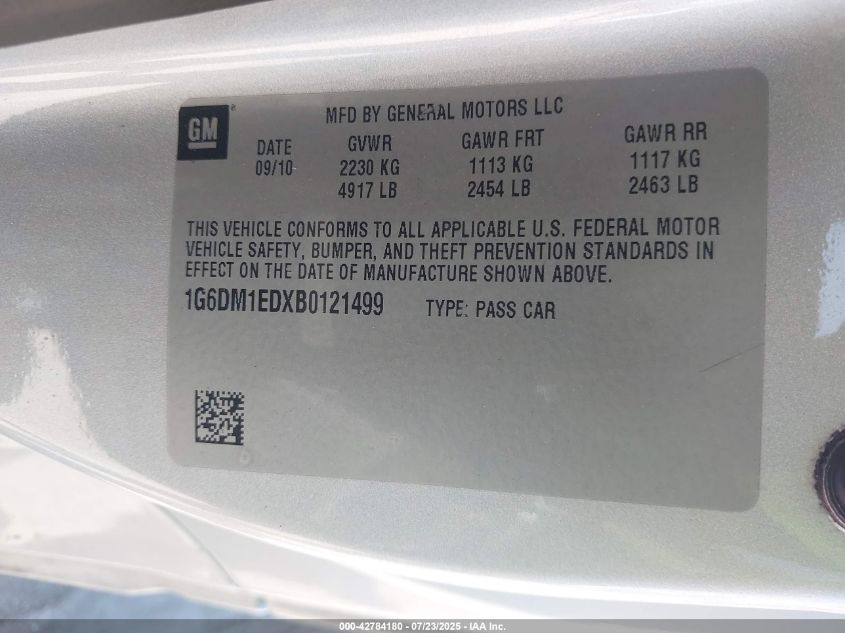 GM ®
MFD BY GENERAL MOTORS LLC
DATE GVWR GAWR FRT GAWR RR
09/10 2230 KG 1113 KG 1117 KG
4917 LB 2454 LB 2463 LB
THIS VEHICLE CONFORMS TO ALL APPLICABLE U.S. FEDERAL MOTOR
VEHICLE SAFETY, BUMPER, AND THEFT PREVENTION STANDARDS IN
EFFECT ON THE DATE OF MANUFACTURE SHOWN ABOVE.
1G6DM1EDXB0121499 TYPE: PASS CAR
000-42784180 - 07/23/2025 - IAA Inc.